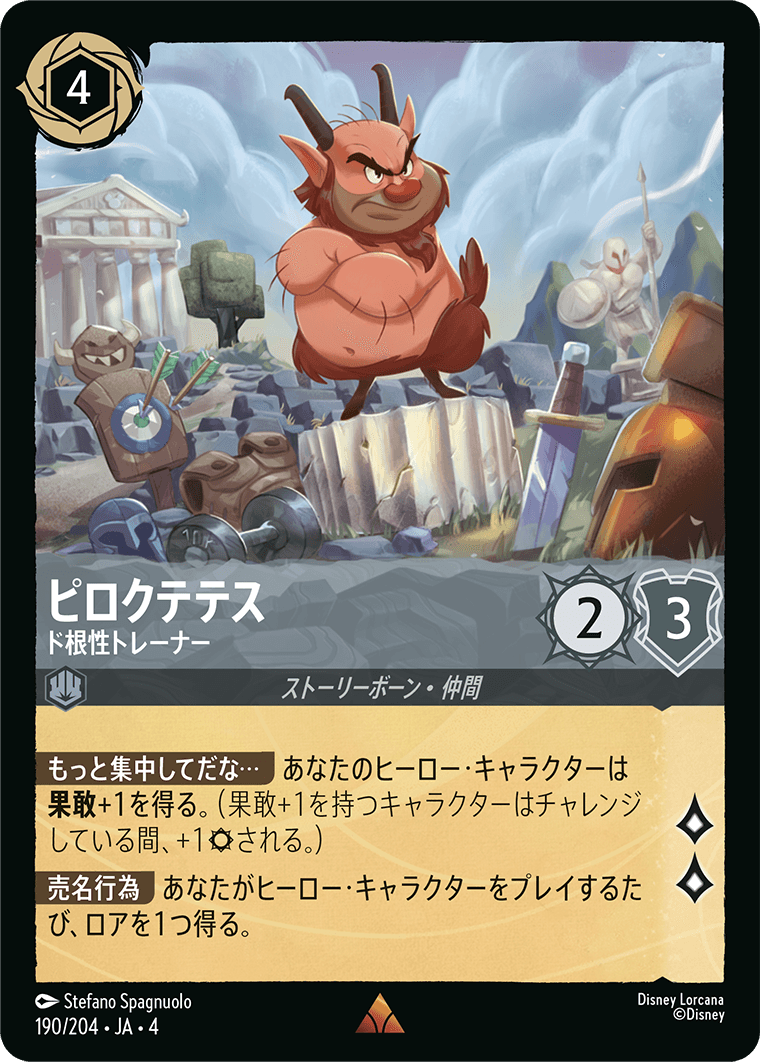 4
10K
ピロクテテス
ド根性トレーナー
2
3
ストーリーボーン・仲間
もっと集中してだな… あなたのヒーロー・キャラクターは
果敢+1を得る。（果敢+1を持つキャラクターはチャレンジ
している間、+1される。）
売名行為 あなたがヒーロー・キャラクターをプレイするた
び、ロアを1つ得る。
Stefano Spagnuolo
190/204・JA・4
Disney Lorcana
©Disney